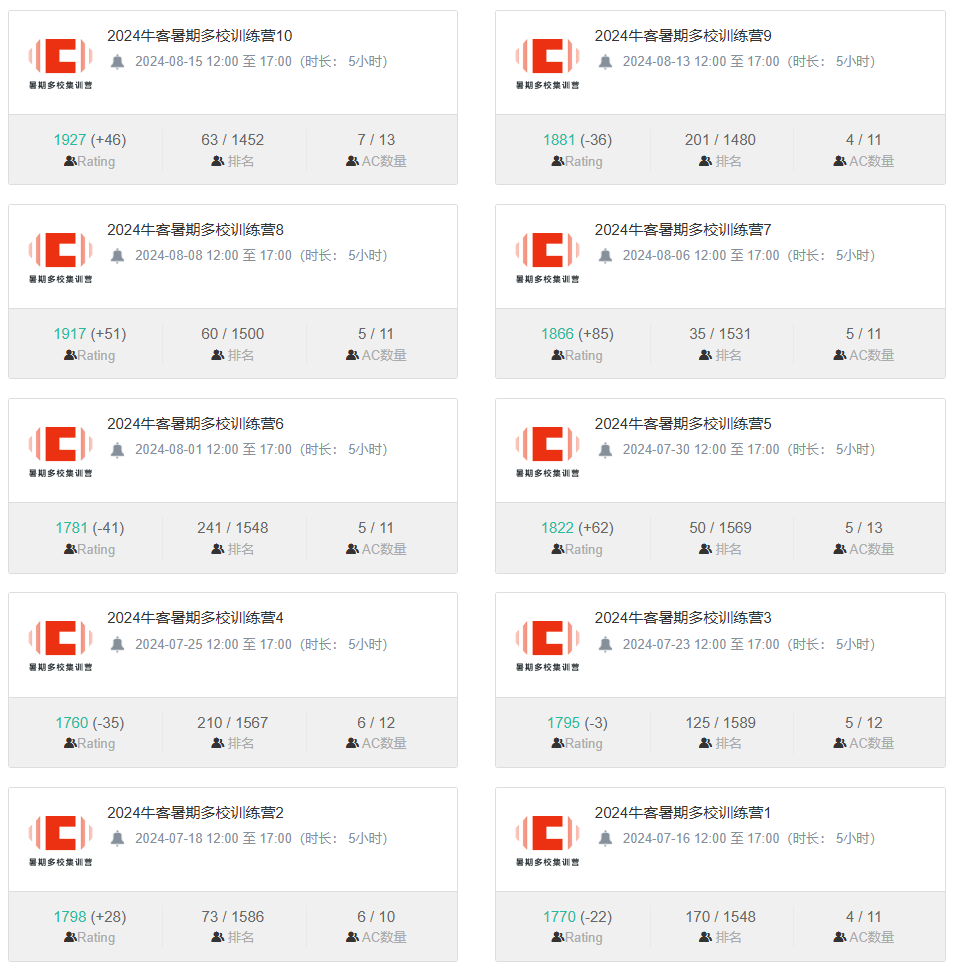 2024牛客暑期多校训练营10
2024-08-15 12:00 至 17:00 (时长： 5小时)
暑期多校集训营
1927 (+46)
Rating
63 / 1452
排名
7 / 13
AC数量
2024牛客暑期多校训练营9
2024-08-13 12:00 至 17:00 (时长： 5小时)
暑期多校集训营
1881 (-36)
Rating
201 / 1480
排名
4 / 11
AC数量
2024牛客暑期多校训练营8
2024-08-08 12:00 至 17:00 (时长： 5小时)
暑期多校集训营
1917 (+51)
Rating
60 / 1500
排名
5 / 11
AC数量
2024牛客暑期多校训练营7
2024-08-06 12:00 至 17:00 (时长： 5小时)
暑期多校集训营
1866 (+85)
Rating
35 / 1531
排名
5 / 11
AC数量
2024牛客暑期多校训练营6
2024-08-01 12:00 至 17:00 (时长： 5小时)
暑期多校集训营
1781 (-41)
Rating
241 / 1548
排名
5 / 11
AC数量
2024牛客暑期多校训练营5
2024-07-30 12:00 至 17:00 (时长： 5小时)
暑期多校集训营
1822 (+62)
Rating
50 / 1569
排名
5 / 13
AC数量
2024牛客暑期多校训练营4
2024-07-25 12:00 至 17:00 (时长： 5小时)
暑期多校集训营
1760 (-35)
Rating
210 / 1567
排名
6 / 12
AC数量
2024牛客暑期多校训练营3
2024-07-23 12:00 至 17:00 (时长： 5小时)
暑期多校集训营
1795 (-3)
Rating
125 / 1589
排名
5 / 12
AC数量
2024牛客暑期多校训练营2
2024-07-18 12:00 至 17:00 (时长： 5小时)
暑期多校集训营
1798 (+28)
Rating
73 / 1586
排名
6 / 10
AC数量
2024牛客暑期多校训练营1
2024-07-16 12:00 至 17:00 (时长： 5小时)
暑期多校集训营
1770 (-22)
Rating
170 / 1548
排名
4 / 11
AC数量